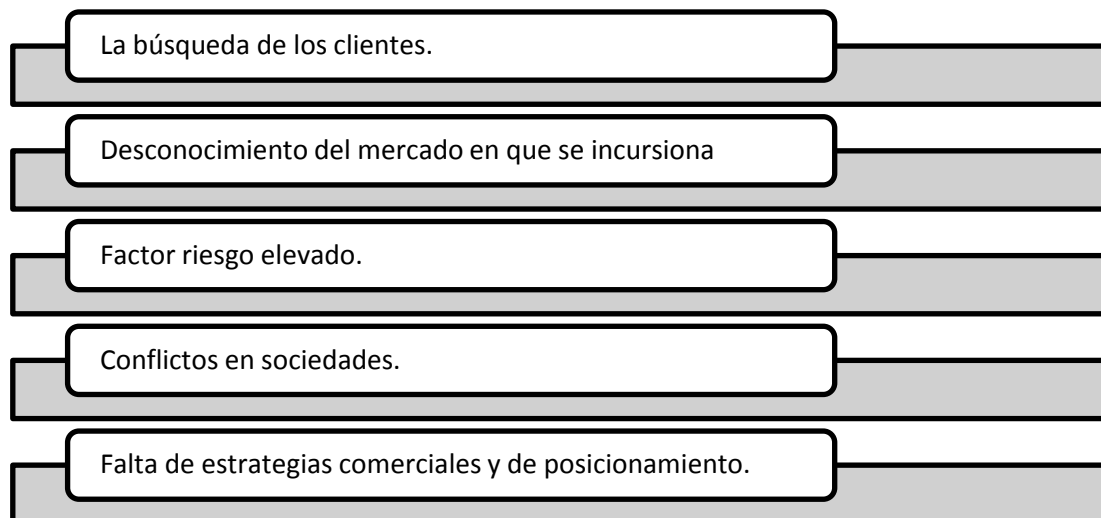 La búsqueda de los clientes.
Desconocimiento del mercado en que se incursiona
Factor riesgo elevado.
Conflictos en sociedades.
Falta de estrategias comerciales y de posicionamiento.